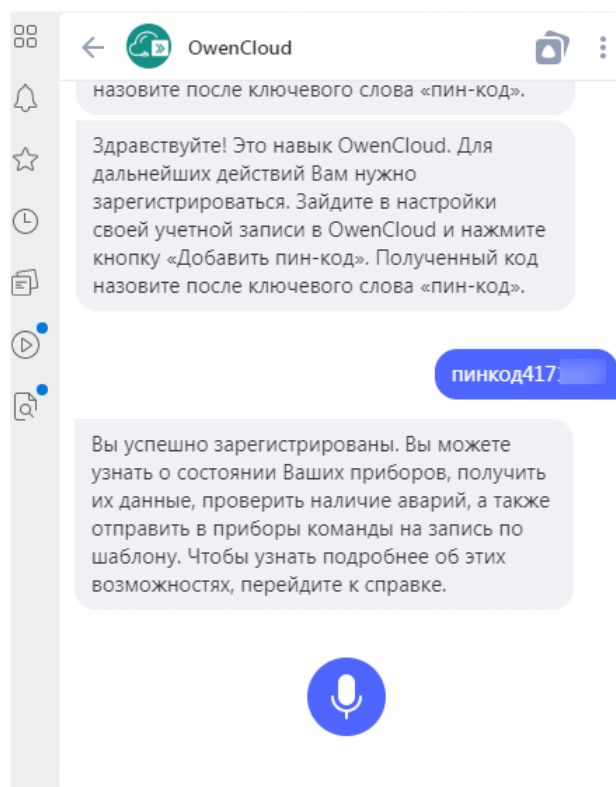 OwenCloud
назовите после ключевого слова «пин-код».
Здравствуйте! Это навык OwenCloud. Для
дальнейших действий Вам нужно
зарегистрироваться. Зайдите в настройки
своей учетной записи в OwenCloud и нажмите
кнопку «Добавить пин-код». Полученный код
назовите после ключевого слова «пин-код».
пинкод417
Вы успешно зарегистрированы. Вы можете
узнать о состоянии Ваших приборов, получить
их данные, проверить наличие аварий, а также
отправить в приборы команды на запись по
шаблону. Чтобы узнать подробнее об этих
возможностях, перейдите к справке.